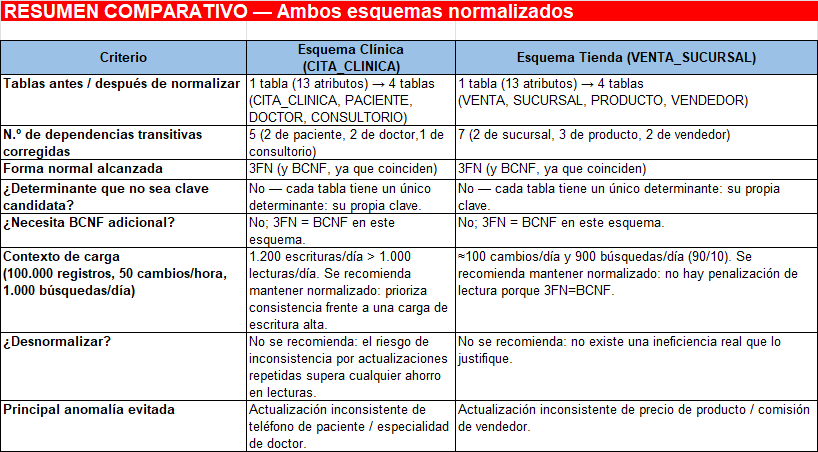 RESUMEN COMPARATIVO — Ambos esquemas normalizados
Criterio
Esquema Clínica
(CITA_CLINICA)
Esquema Tienda (VENTA_SUCURSAL)
Tablas antes / después de normalizar
1 tabla (13 atributos) → 4 tablas
(CITA_CLINICA, PACIENTE,
DOCTOR, CONSULTORIO)
1 tabla (13 atributos) → 4 tablas
(VENTA, SUCURSAL, PRODUCTO, VENDEDOR)
N.º de dependencias transitivas
corregidas
5 (2 de paciente, 2 de doctor,1 de
consultorio)
7 (2 de sucursal, 3 de producto, 2 de vendedor)
Forma normal alcanzada
3FN (y BCNF, ya que coinciden)
3FN (y BCNF, ya que coinciden)
¿Determinante que no sea clave
candidata?
No — cada tabla tiene un único
determinante: su propia clave.
No — cada tabla tiene un único determinante: su propia
clave.
¿Necesita BCNF adicional?
No; 3FN = BCNF en este
esquema.
No; 3FN = BCNF en este esquema.
Contexto de carga
(100.000 registros, 50 cambios/hora,
1.000 búsquedas/día)
1.200 escrituras/día > 1.000
lecturas/día. Se recomienda
mantener normalizado: prioriza
consistencia frente a una carga de
escritura alta.
≈100 cambios/día y 900 búsquedas/día (90/10). Se
recomienda mantener normalizado: no hay penalización de
lectura porque 3FN=BCNF.
¿Desnormalizar?
No se recomienda: el riesgo de
inconsistencia por actualizaciones
repetidas supera cualquier ahorro
en lecturas.
No se recomienda: no existe una ineficiencia real que lo
justifique.
Principal anomalía evitada
Actualización inconsistente de
teléfono de paciente / especialidad
de doctor.
Actualización inconsistente de precio de producto / comisión
de vendedor.